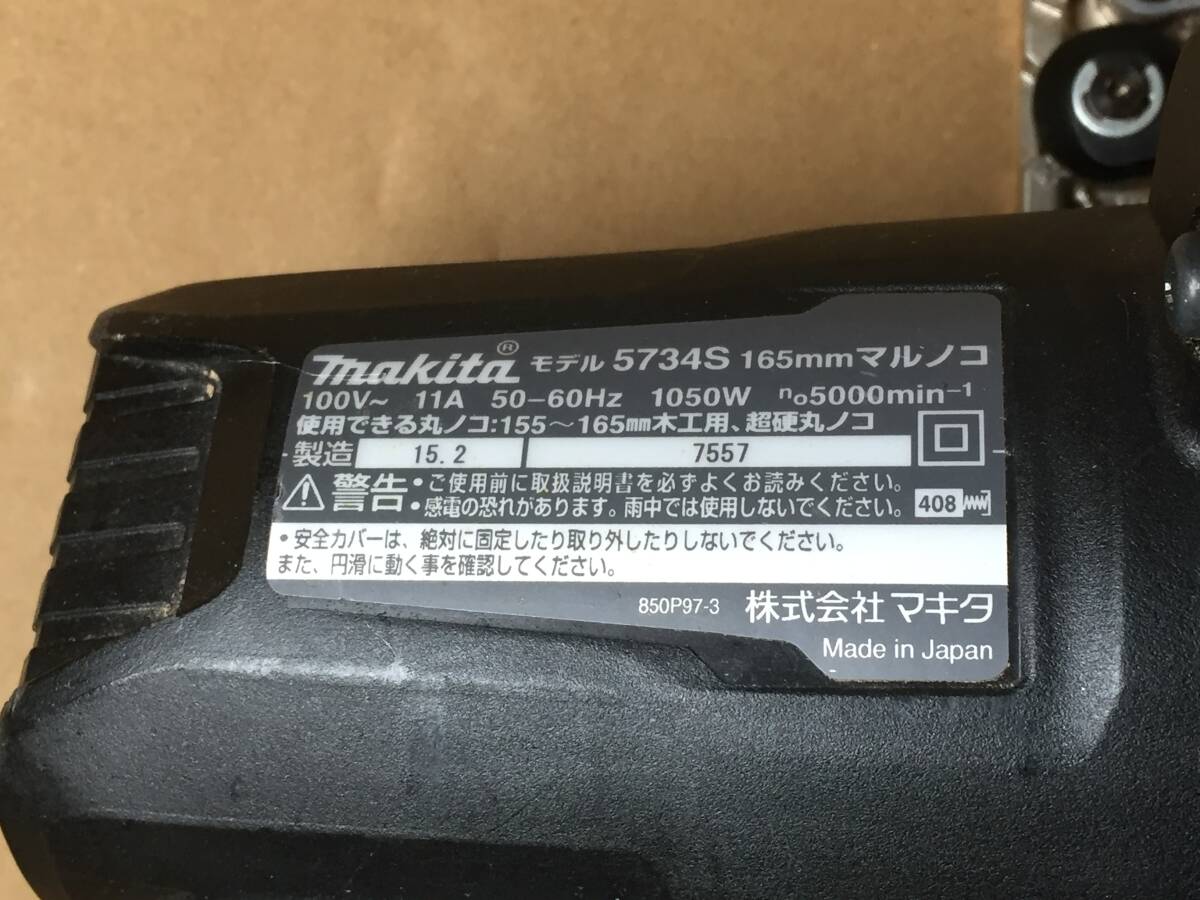 makita® モデル 5734S 165mmマルノコ
100V~ 11A 50-60Hz 1050W n₀5000min⁻¹
使用できる丸ノコ:155～165mm木工用、超硬丸ノコ
製造 15.2 7557
⚠警告 •ご使用前に取扱説明書を必ずよくお読みください。
•感電の恐れがあります。雨中では使用しないでください。 408
•安全カバーは、絶対に固定したり取り外したりしないでください。
また、円滑に動く事を確認してください。
850P97-3 株式会社 マキタ
Made in Japan